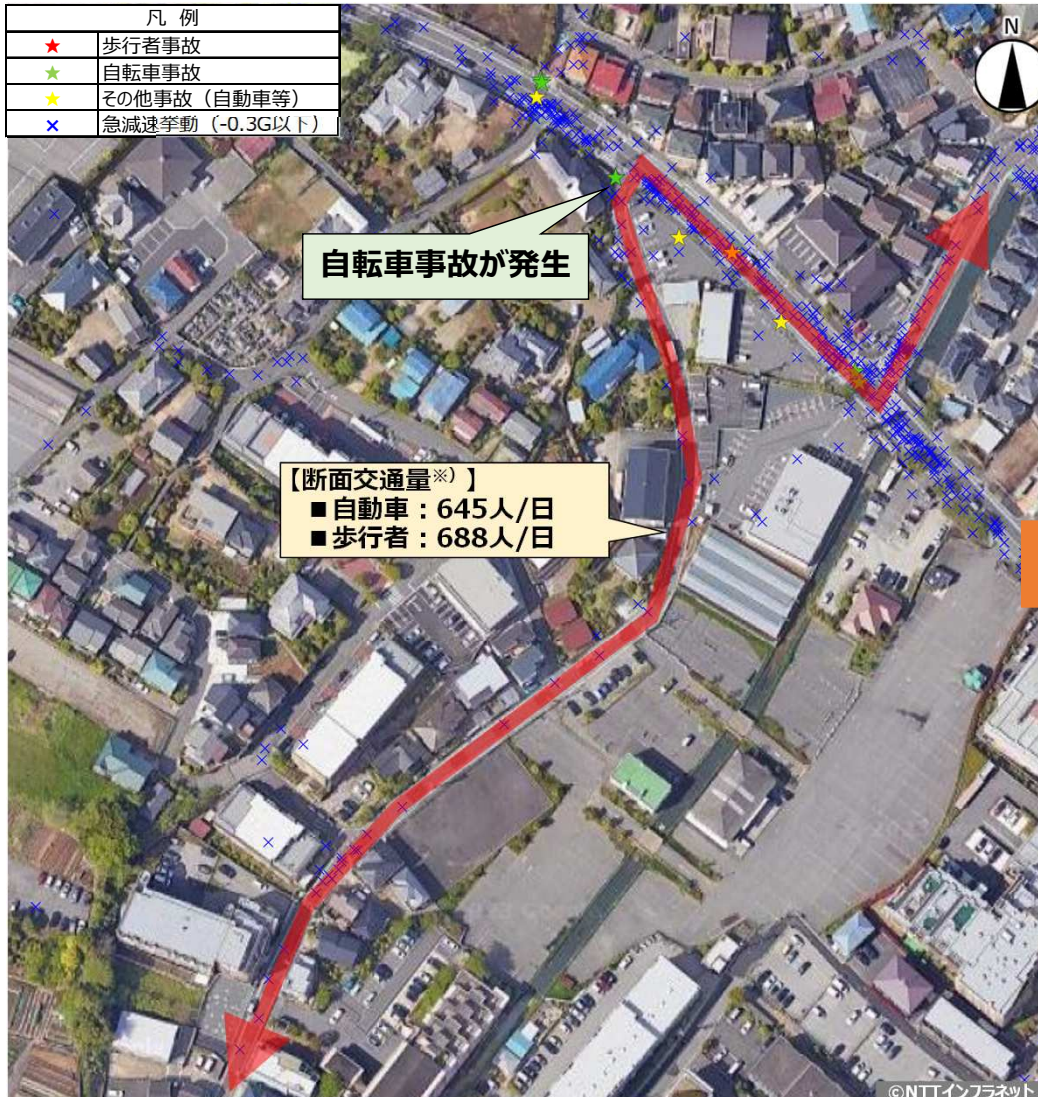 凡 例
歩行者事故
自転車事故
その他事故（自動車等）
急減速挙動（-0.3G以下）
N
自転車事故が発生
【断面交通量※）】
■自動車：645人/日
■歩行者：688人/日
©NTTインフラネット